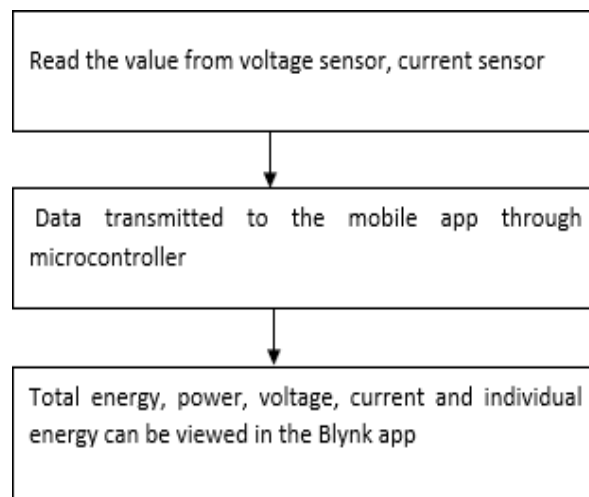 Read the value from voltage sensor, current sensor
Data transmitted to the mobile app through
microcontroller
Total energy, power, voltage, current and individual
energy can be viewed in the Blynk app